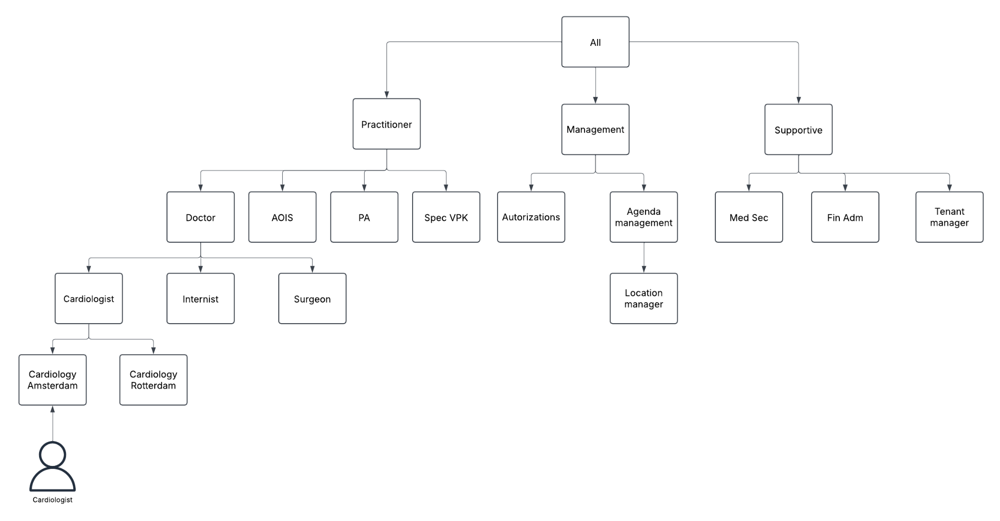 All
Practitioner
Management
Supportive
Doctor
AOIS
PA
Spec VPK
Autorizations
Agenda
management
Med Sec
Fin Adm
Tenant
manager
Cardiologist
Internist
Surgeon
Location
manager
Cardiology
Amsterdam
Cardiology
Rotterdam
Cardiologist